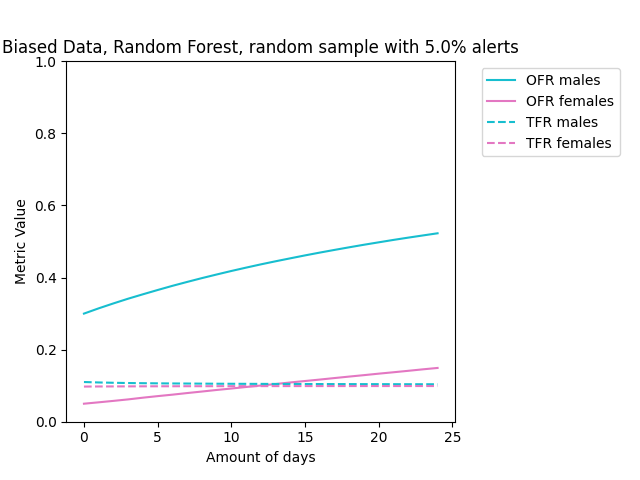 Biased Data, Random Forest, random sample with 5.0% alerts
OFR males
OFR females
TFR males
TFR females
Metric Value
1.0
0.8
0.6
0.4
0.2
0.0
0 5 10 15 20 25
Amount of days